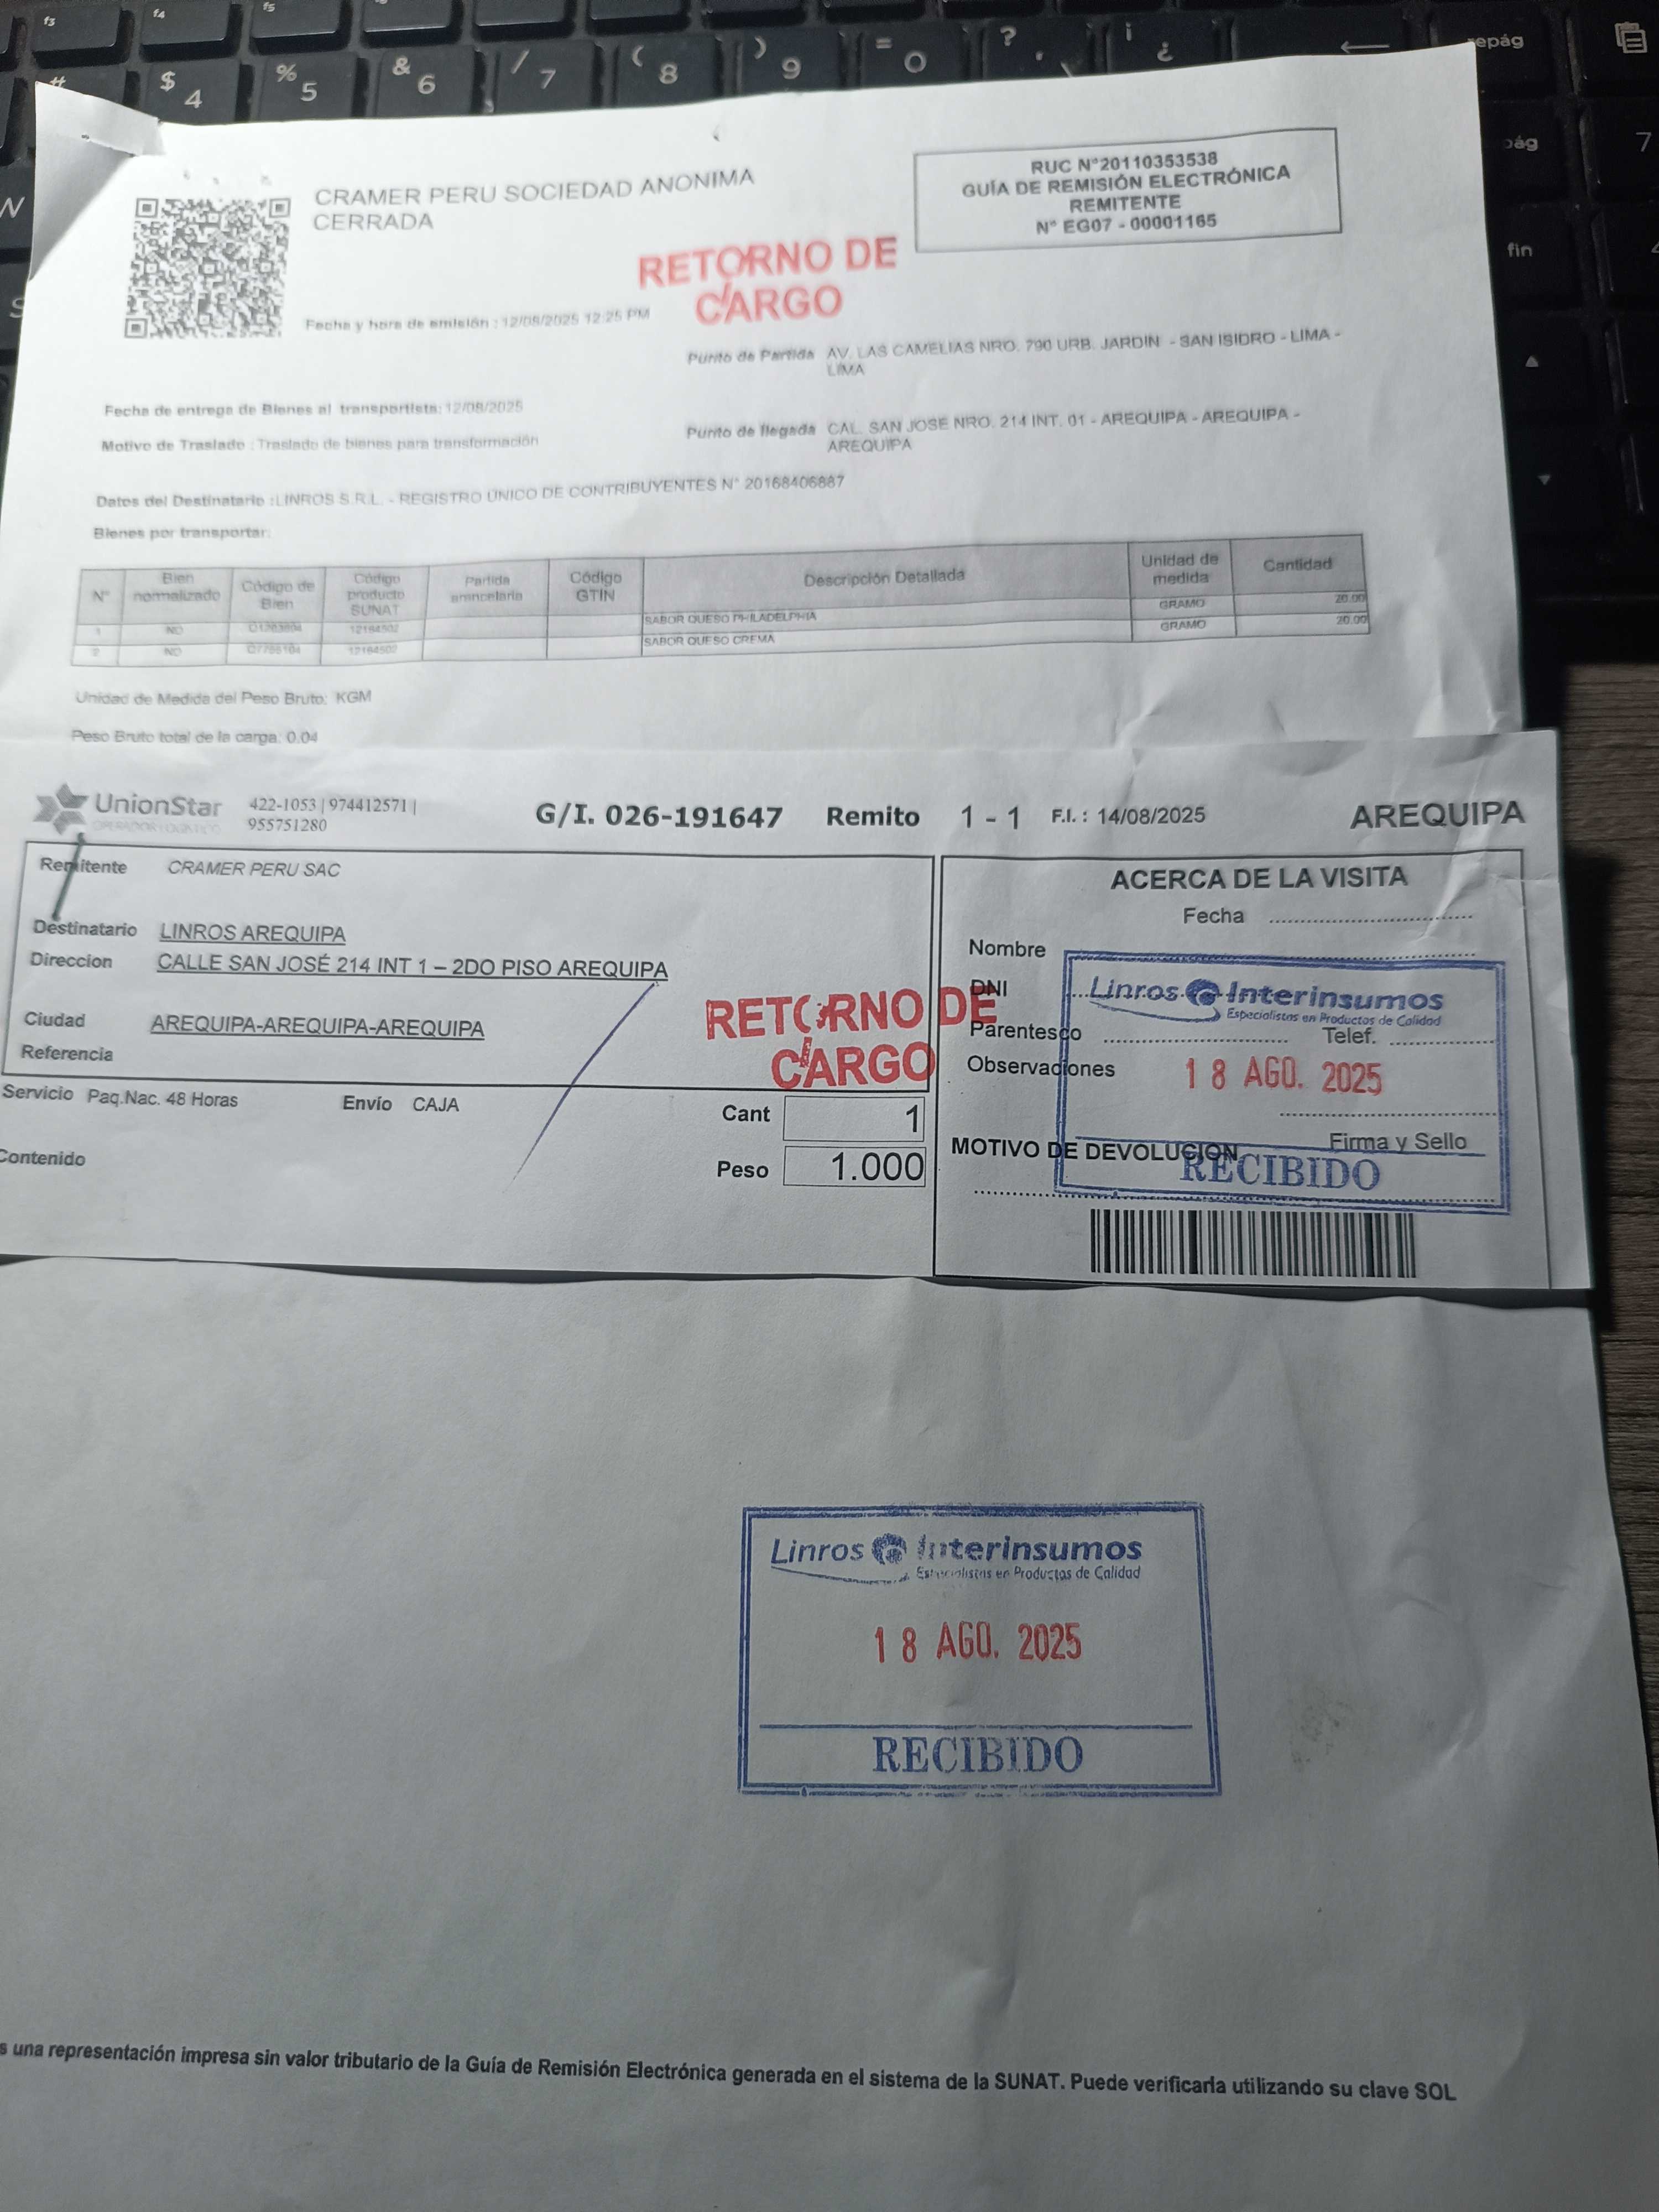 CRAMER PERU SOCIEDAD ANONIMA
CERRADA
RUC N°20110353538
GUÍA DE REMISIÓN ELECTRÓNICA
REMITENTE
N° EG07 - 00001165
RETORNO DE
CARGO
Fecha y hora de emisión : 12/08/2025 12:25 PM
Punto de Partida AV. LAS CAMELIAS NRO. 790 URB. JARDIN - SAN ISIDRO - LIMA -
LIMA
Fecha de entrega de Bienes al transportista: 12/08/2025
Punto de llegada CAL. SAN JOSE NRO. 214 INT. 01 - AREQUIPA - AREQUIPA -
AREQUIPA
Motivo de Traslado : Traslado de bienes para transformación
Datos del Destinatario :LINROS S.R.L. - REGISTRO ÚNICO DE CONTRIBUYENTES N° 20168406887
Bienes por transportar:
N° Bien normalizado Código de Bien Código producto SUNAT Partida arancelaria Código GTIN Descripción Detallada Unidad de medida Cantidad
1 NO SABOR QUESO PHILADELPHIA GRAMO 20.00
2 NO SABOR QUESO CREMA GRAMO 20.00
Unidad de Medida del Peso Bruto: KGM
Peso Bruto total de la carga: 0.04
UnionStar
OPERADOR LOGISTICO
422-1053 | 974412571 |
955751280
G/I. 026-191647 Remito 1 - 1 F.I. : 14/08/2025 AREQUIPA
Remitente CRAMER PERU SAC
Destinatario LINROS AREQUIPA
Direccion CALLE SAN JOSÉ 214 INT 1 – 2DO PISO AREQUIPA
Ciudad AREQUIPA-AREQUIPA-AREQUIPA
Referencia
RETORNO DE
CARGO
Servicio Paq.Nac. 48 Horas Envío CAJA
Cant 1
Contenido
Peso 1.000
ACERCA DE LA VISITA
Fecha
Nombre
DNI
Parentesco Telef.
Observaciones
Firma y Sello
MOTIVO DE DEVOLUCION
Linros Interinsumos
Especialistas en Productos de Calidad
18 AGO. 2025
RECIBIDO
Linros Interinsumos
Especialistas en Productos de Calidad
18 AGO. 2025
RECIBIDO
s una representación impresa sin valor tributario de la Guía de Remisión Electrónica generada en el sistema de la SUNAT. Puede verificarla utilizando su clave SOL